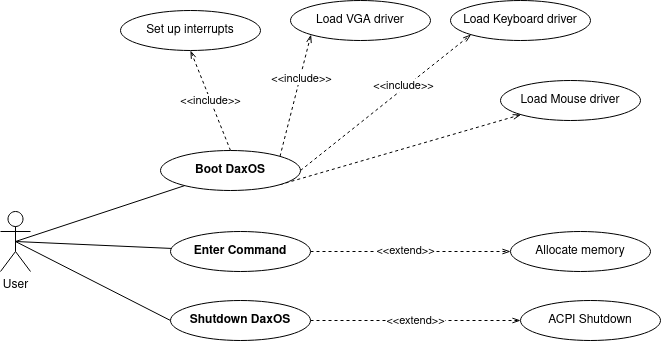 Load VGA driver
Load Keyboard driver
Set up interrupts
<<include>>
<<include>>
<<include>>
Load Mouse driver
Boot DaxOS
Enter Command
<<extend>>
Allocate memory
User
Shutdown DaxOS
<<extend>>
ACPI Shutdown